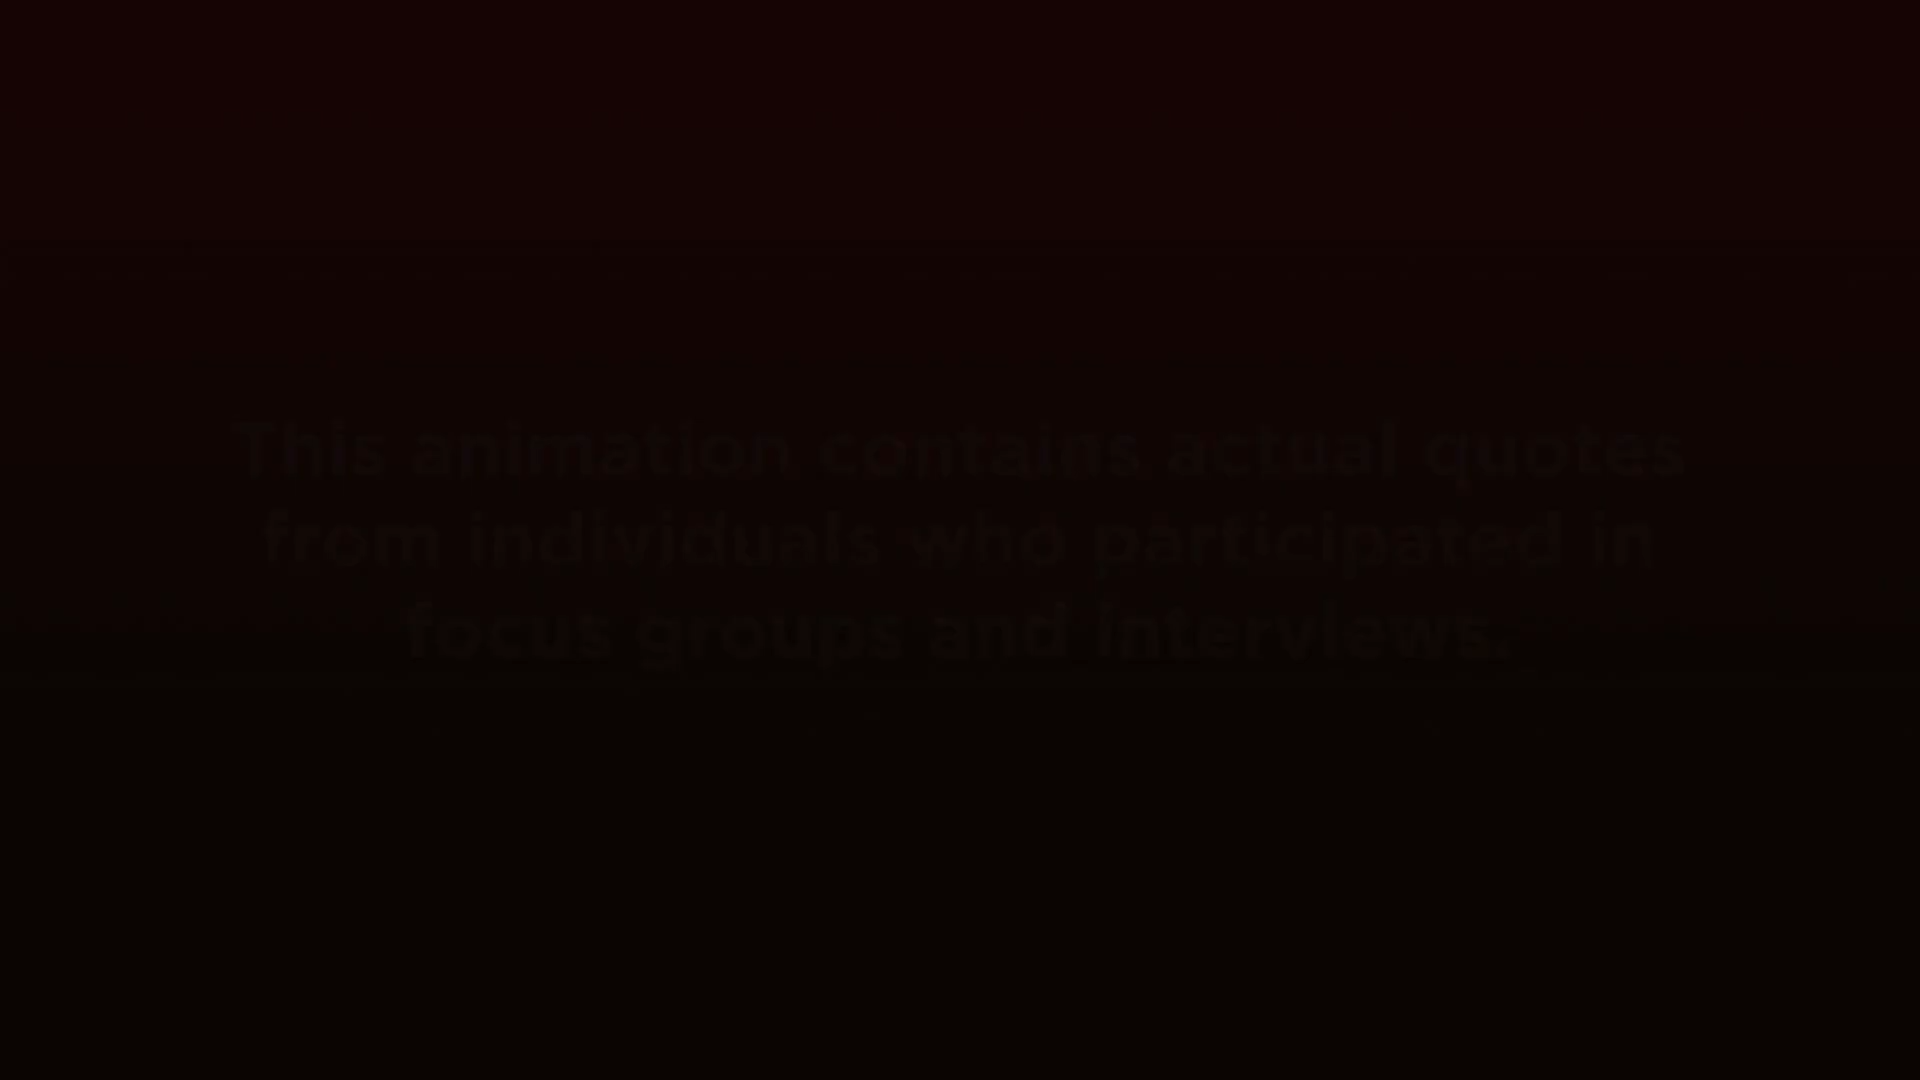 This animation contains actual quotes
from individuals who participated in
focus groups and interviews.